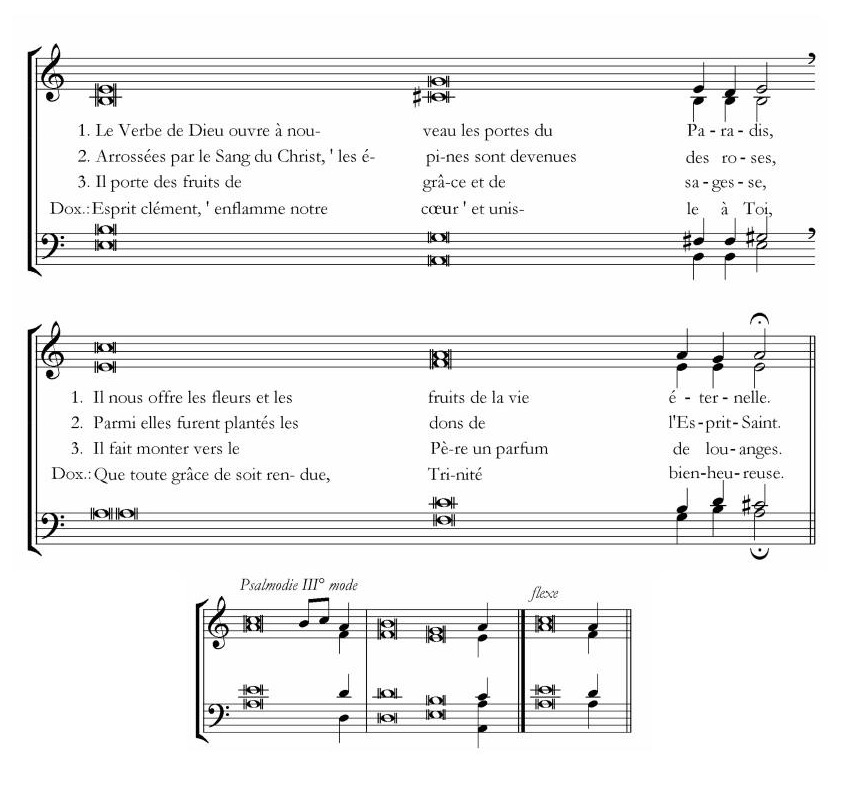 1. Le Verbe de Dieu ouvre à nou- veau les portes du Pa - ra - dis,
2. Arrossées par le Sang du Christ, ' les é- pi-nes sont devenues des ro - ses,
3. Il porte des fruits de grâ-ce et de sa - ges - se,
Dox.: Esprit clément, ' enflamme notre cœur ' et unis- le à Toi,
1. Il nous offre les fleurs et les fruits de la vie é - ter - nelle.
2. Parmi elles furent plantés les dons de l'Es - prit - Saint.
3. Il fait monter vers le Pè-re un parfum de lou - anges.
Dox.: Que toute grâce de soit ren- due, Tri-nité bien - heu - reuse.
Psalmodie III° mode flexe